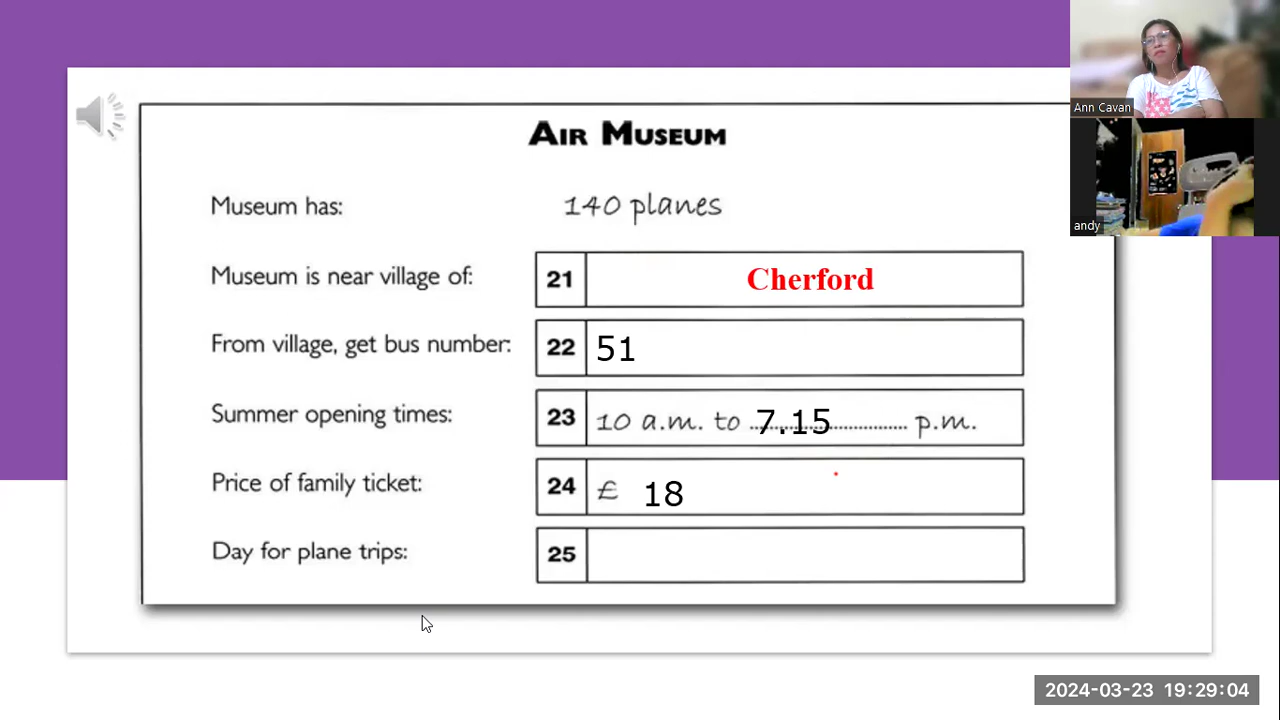 AIR MUSEUM
Museum has: 140 planes
Museum is near village of: 21 Cherford
From village, get bus number: 22 51
Summer opening times: 23 10 a.m. to 7.15 p.m.
Price of family ticket: 24 £ 18
Day for plane trips: 25
Ann Cavan
andy
2024-03-23 19:29:04